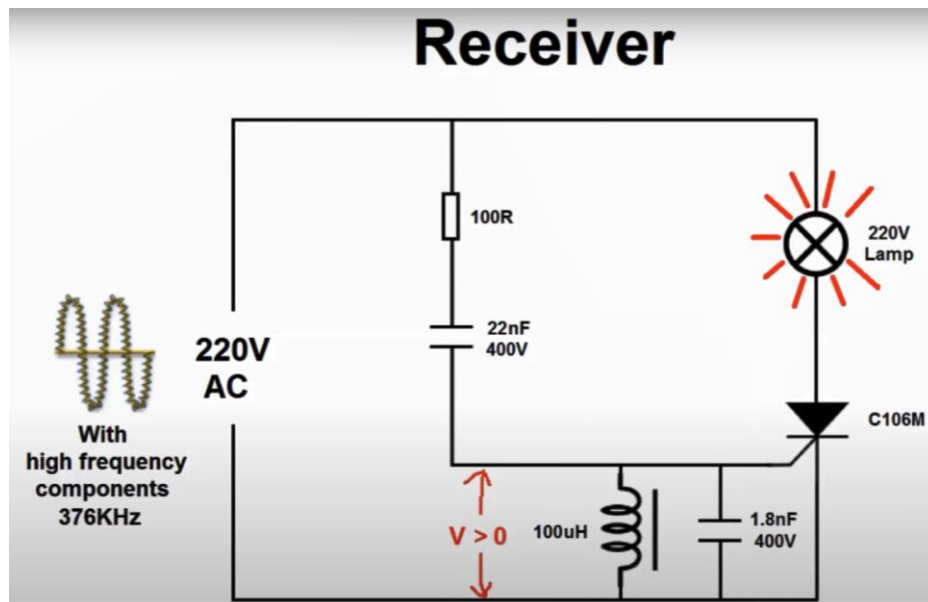 Receiver
100R
220V
Lamp
22nF
400V
220V
AC
C106M
With
high frequency
components
376KHz
V > 0
100uH
1.8nF
400V